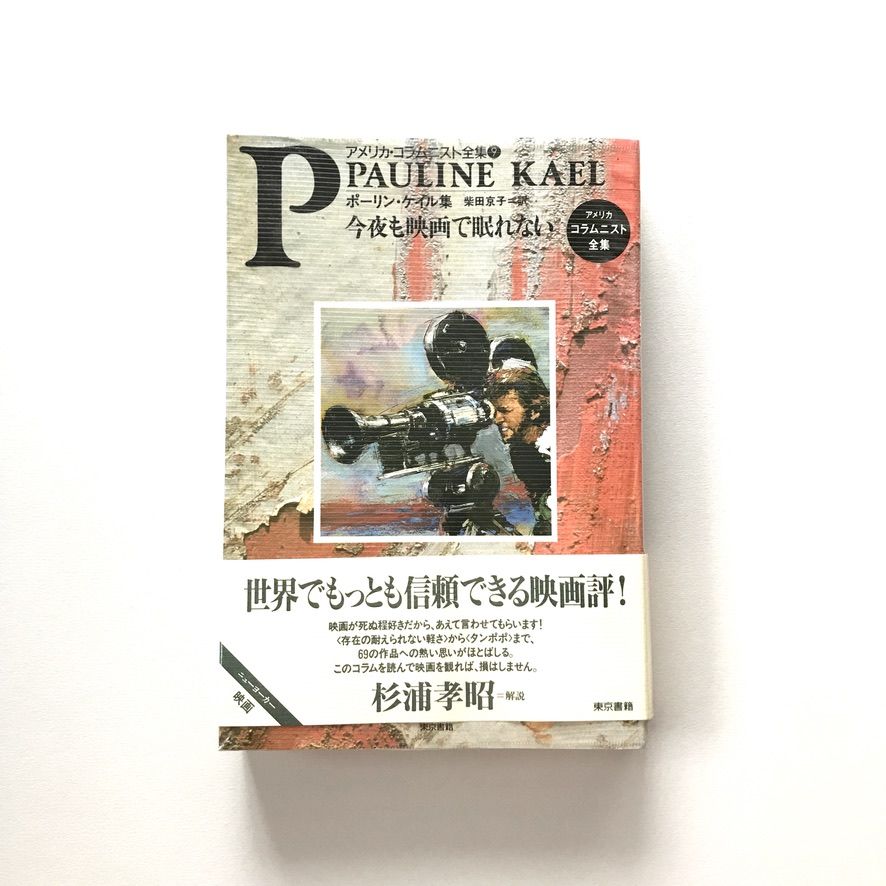 P
アメリカ・コラムニスト全集9
PAULINE KAEL
ポーリン・ケイル集 柴田京子=訳
今夜も映画で眠れない
アメリカ
コラムニスト
全集
世界でもっとも信頼できる映画評!
映画が死ぬ程好きだから、あえて言わせてもらいます!
〈存在の耐えられない軽さ〉から〈タンポポ〉まで、
69の作品への熱い思いがほとばしる。
このコラムを読んで映画を観れば、損はしません。
ニューヨーカー
映画
杉浦孝昭=解説
東京書籍
東京書籍